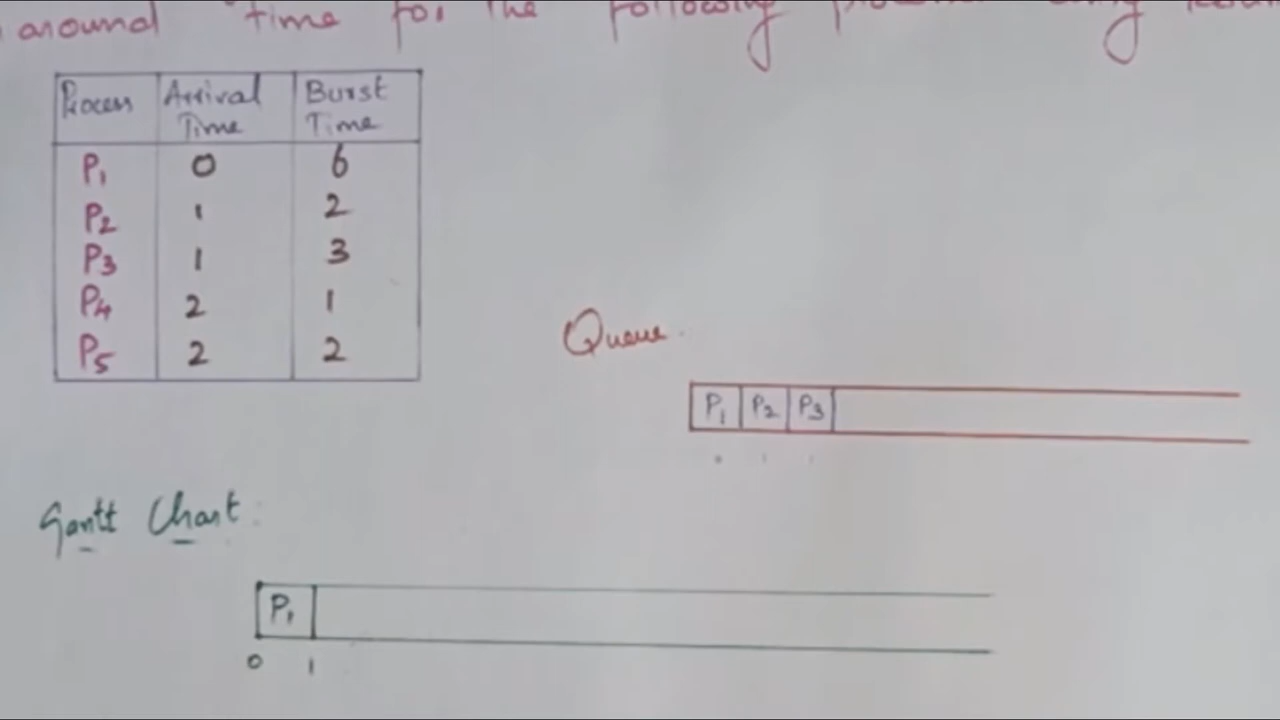 around time for the following
Process Arrival Time Burst Time
P1 0 6
P2 1 2
P3 1 3
P4 2 1
P5 2 2
Queue
P1 P2 P3
Gantt Chart
P1
0 1